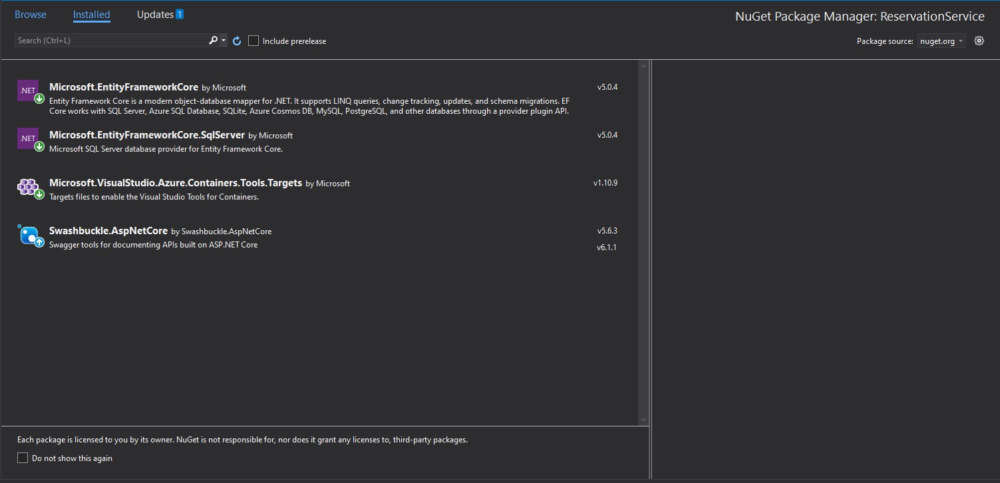 Browse Installed Updates 1
NuGet Package Manager: ReservationService
Search (Ctrl+L) Include prerelease Package source: nuget.org
.NET Microsoft.EntityFrameworkCore by Microsoft v5.0.4
Entity Framework Core is a modern object-database mapper for .NET. It supports LINQ queries, change tracking, updates, and schema migrations. EF
Core works with SQL Server, Azure SQL Database, SQLite, Azure Cosmos DB, MySQL, PostgreSQL, and other databases through a provider plugin API.
.NET Microsoft.EntityFrameworkCore.SqlServer by Microsoft v5.0.4
Microsoft SQL Server database provider for Entity Framework Core.
Microsoft.VisualStudio.Azure.Containers.Tools.Targets by Microsoft v1.10.9
Targets files to enable the Visual Studio Tools for Containers.
Swashbuckle.AspNetCore by Swashbuckle.AspNetCore v5.6.3
Swagger tools for documenting APIs built on ASP.NET Core v6.1.1
Each package is licensed to you by its owner. NuGet is not responsible for, nor does it grant any licenses to, third-party packages.
Do not show this again